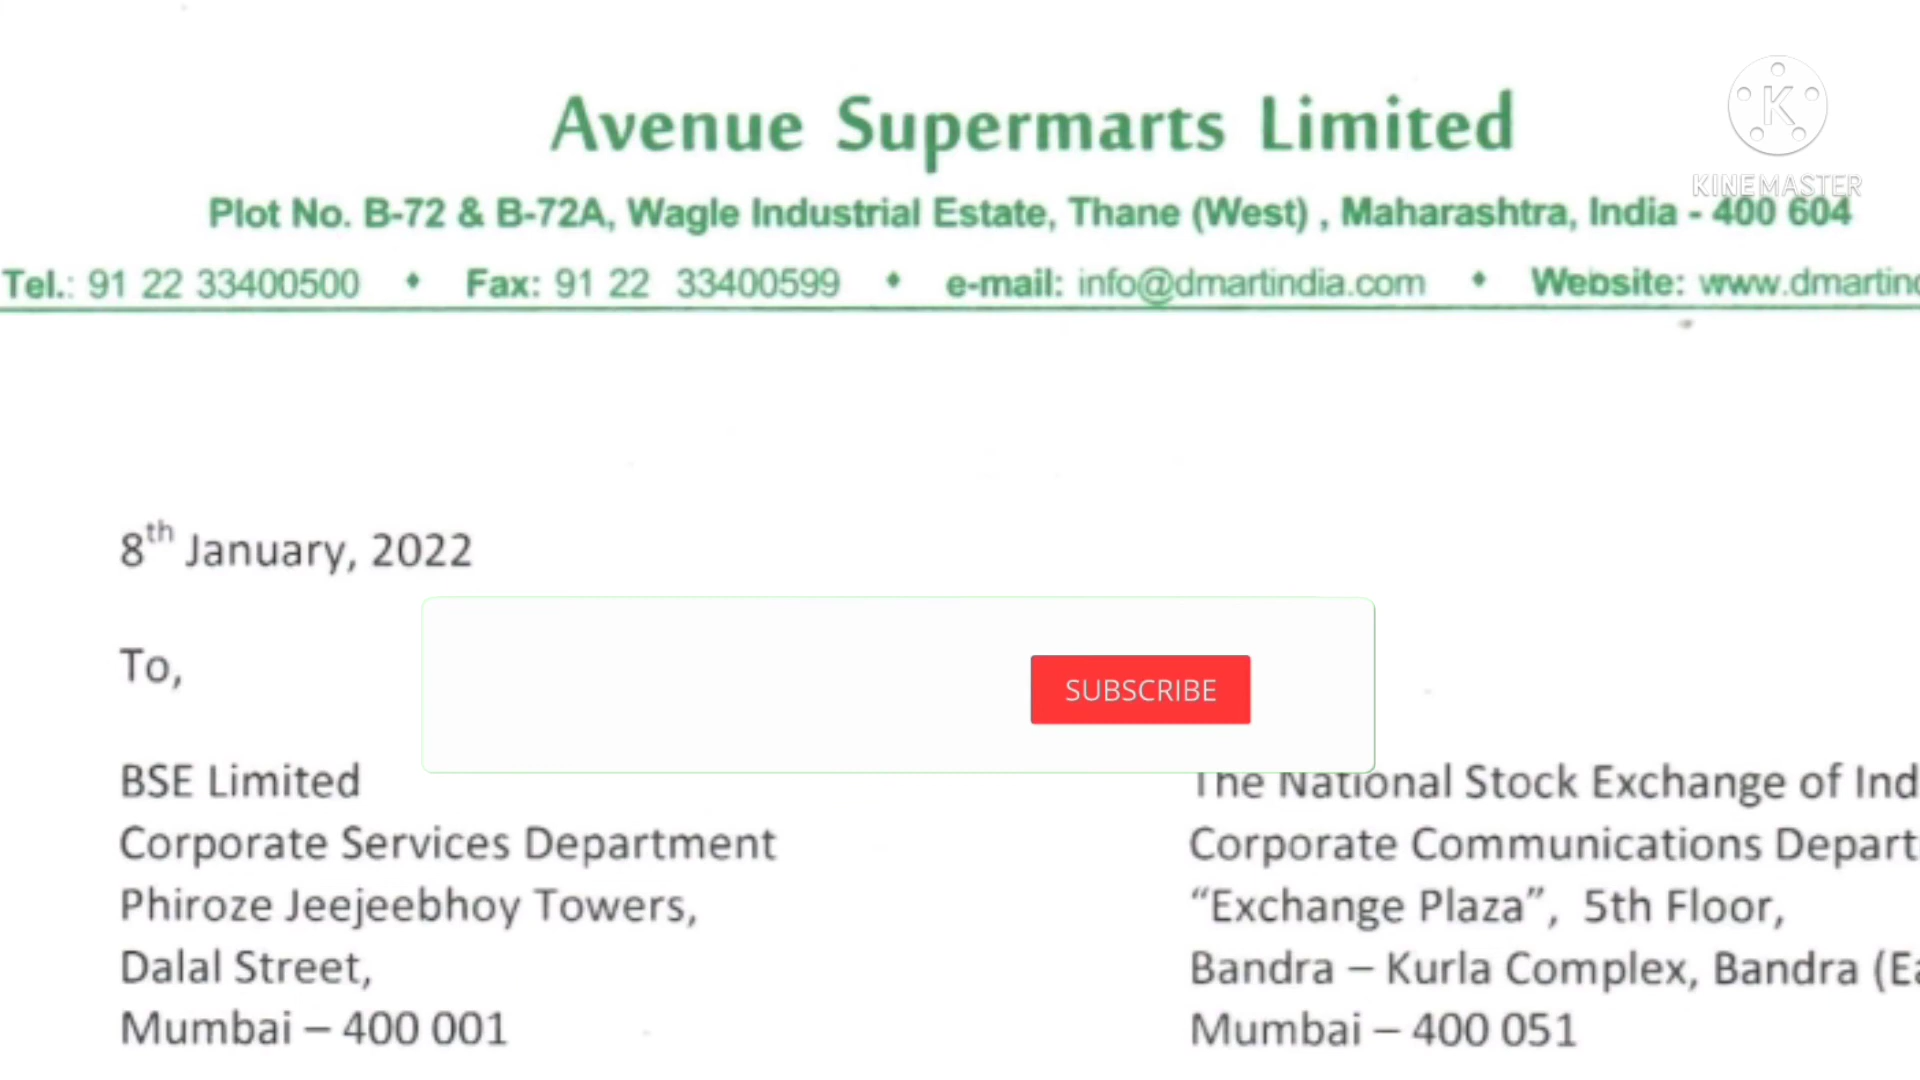 Avenue Supermarts Limited
KINEMASTER
Plot No. B-72 & B-72A, Wagle Industrial Estate, Thane (West) , Maharashtra, India - 400 604
Tel.: 91 22 33400500 ♦ Fax: 91 22 33400599 ♦ e-mail: info@dmartindia.com ♦ Website: www.dmartind
8th January, 2022
To,
SUBSCRIBE
BSE Limited
Corporate Services Department
Phiroze Jeejeebhoy Towers,
Dalal Street,
Mumbai – 400 001
The National Stock Exchange of Ind
Corporate Communications Depart
“Exchange Plaza”, 5th Floor,
Bandra – Kurla Complex, Bandra (Ea
Mumbai – 400 051